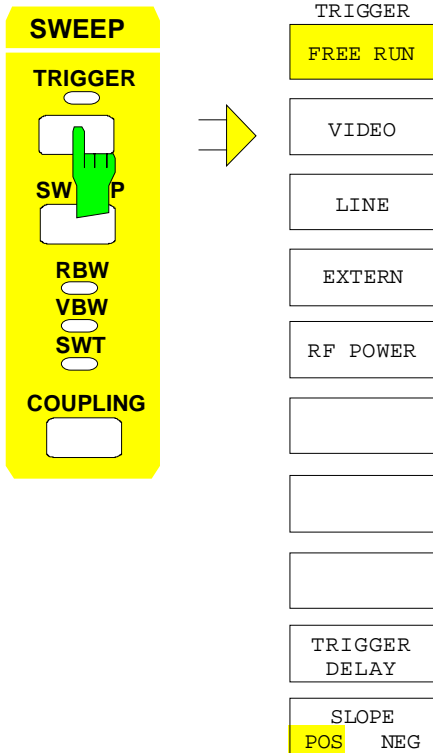 SWEEP
TRIGGER
SW P
RBW
VBW
SWT
COUPLING
TRIGGER
FREE RUN
VIDEO
LINE
EXTERN
RF POWER
TRIGGER
DELAY
SLOPE
POS NEG